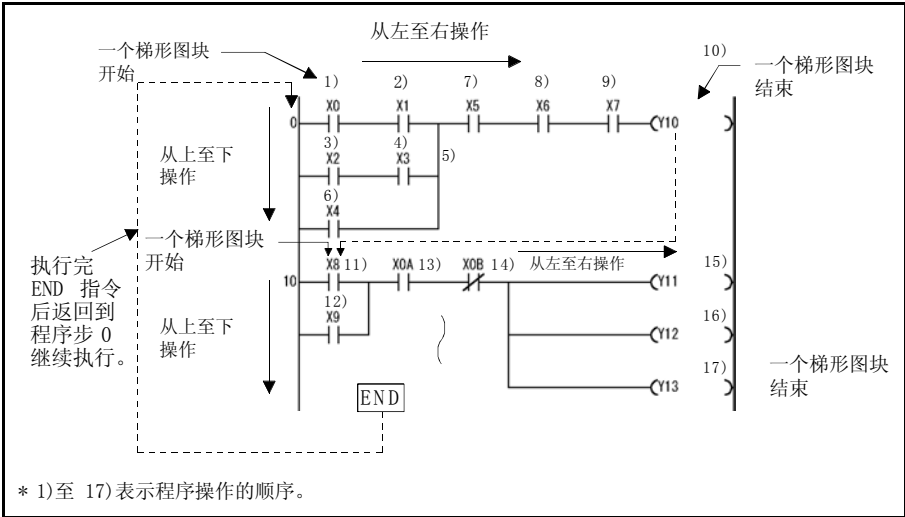 从左至右操作
一个梯形图块
开始
10)
一个梯形图块
结束
1) 2) 7) 8) 9)
X0 X1 X5 X6 X7
0 Y10
3) 4) 5)
X2 X3
从上至下
操作
6)
X4
一个梯形图块
开始
执行完
END 指令
后返回到
程序步 0
继续执行。
X8 11) X0A 13) X0B 14) 从左至右操作 15)
10 Y11
12)
X9
从上至下
操作
16)
Y12
17)
Y13
一个梯形图块
结束
END
* 1)至 17)表示程序操作的顺序。